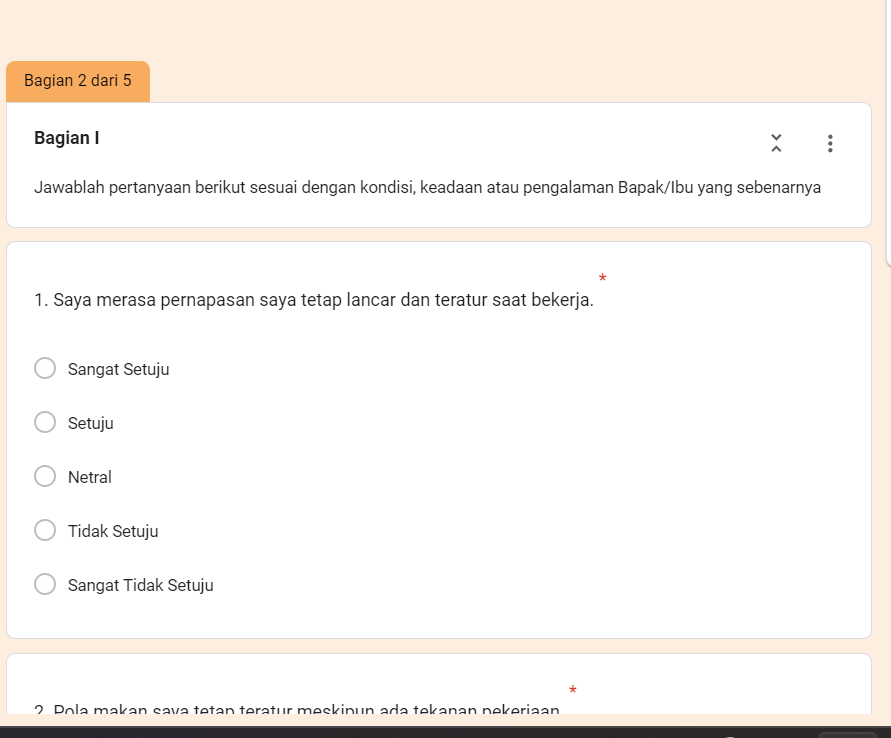 Bagian 2 dari 5
Bagian I
Jawablah pertanyaan berikut sesuai dengan kondisi, keadaan atau pengalaman Bapak/Ibu yang sebenarnya
*
1. Saya merasa pernapasan saya tetap lancar dan teratur saat bekerja.
Sangat Setuju
Setuju
Netral
Tidak Setuju
Sangat Tidak Setuju
*
2. Pola makan saya tetap teratur meskipun ada tekanan pekerjaan